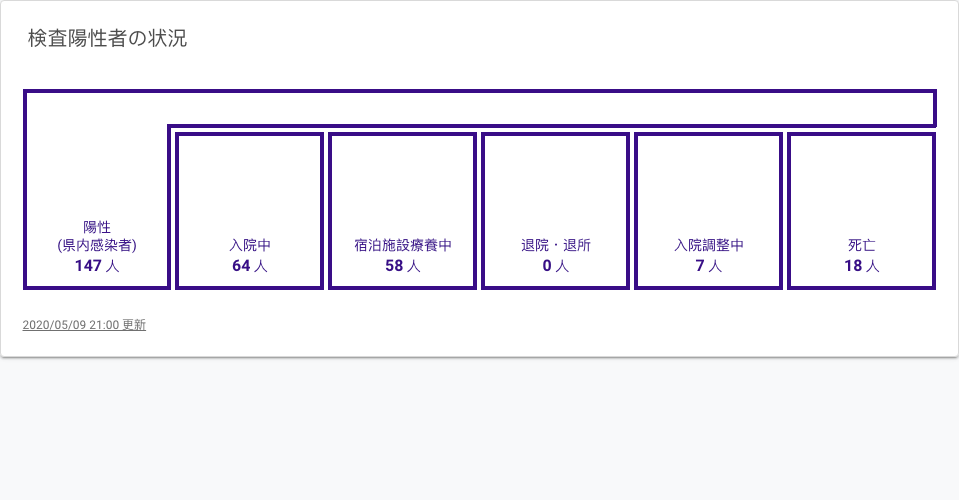 検査陽性者の状況
陽性
(県内感染者)
147 人
入院中
64 人
宿泊施設療養中
58 人
退院・退所
0 人
入院調整中
7 人
死亡
18 人
2020/05/09 21:00 更新